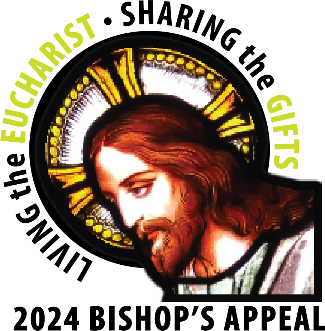 LIVING the EUCHARIST • SHARING the GIFTS
2024 BISHOP'S APPEAL